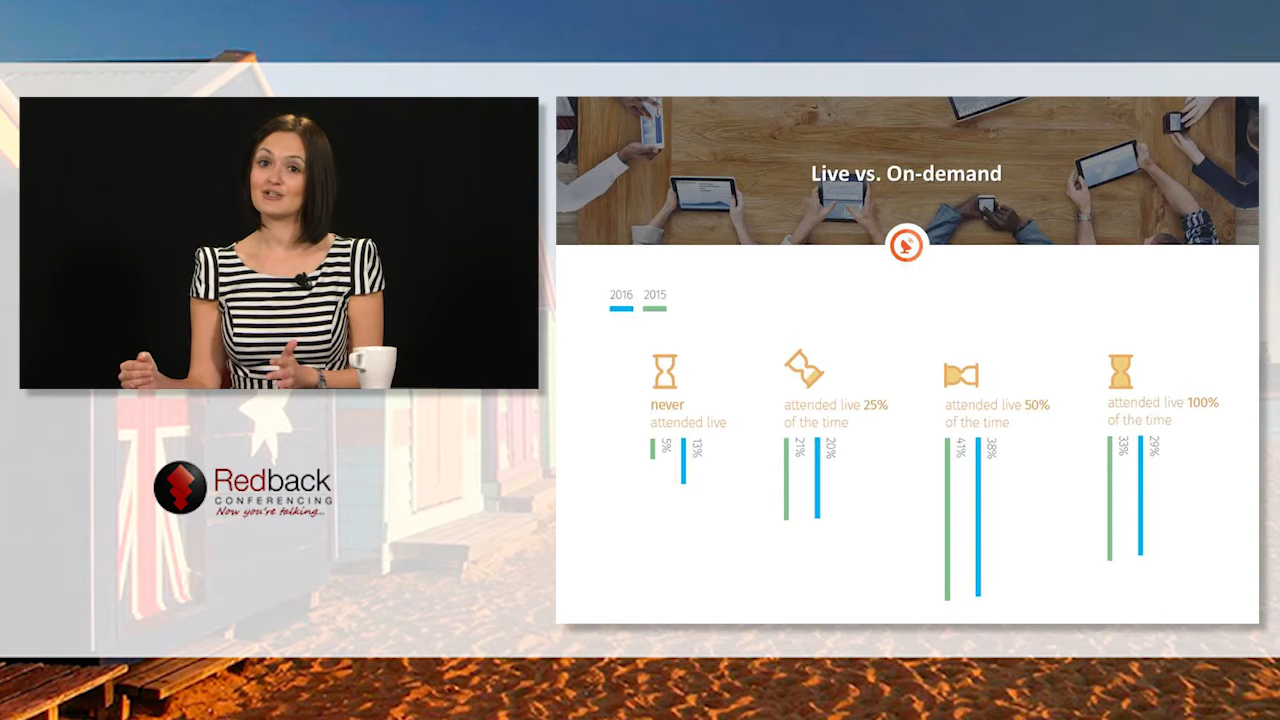 Live vs. On-demand
2016 2015
never
attended live
5%
13%
attended live 25%
of the time
21%
20%
attended live 50%
of the time
41%
38%
attended live 100%
of the time
33%
29%
Redback
CONFERENCING
Now you're talking...